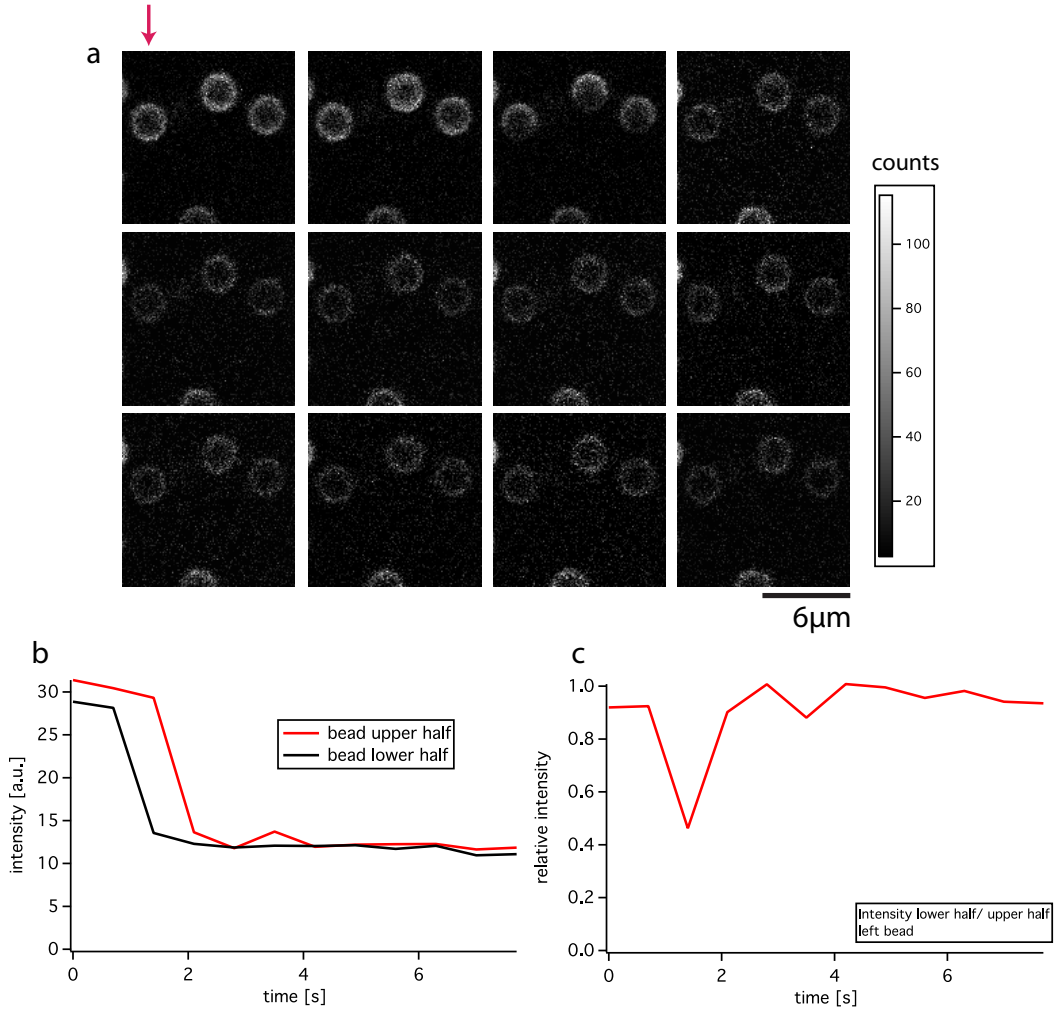 a
counts
100
80
60
40
20
6μm
b
30
25
20
15
10
5
0
intensity [a.u.]
bead upper half
bead lower half
0
2
4
6
time [s]
c
1.0
0.8
0.6
0.4
0.2
0.0
relative intensity
Intensity lower half/ upper half
left bead
0
2
4
6
time [s]